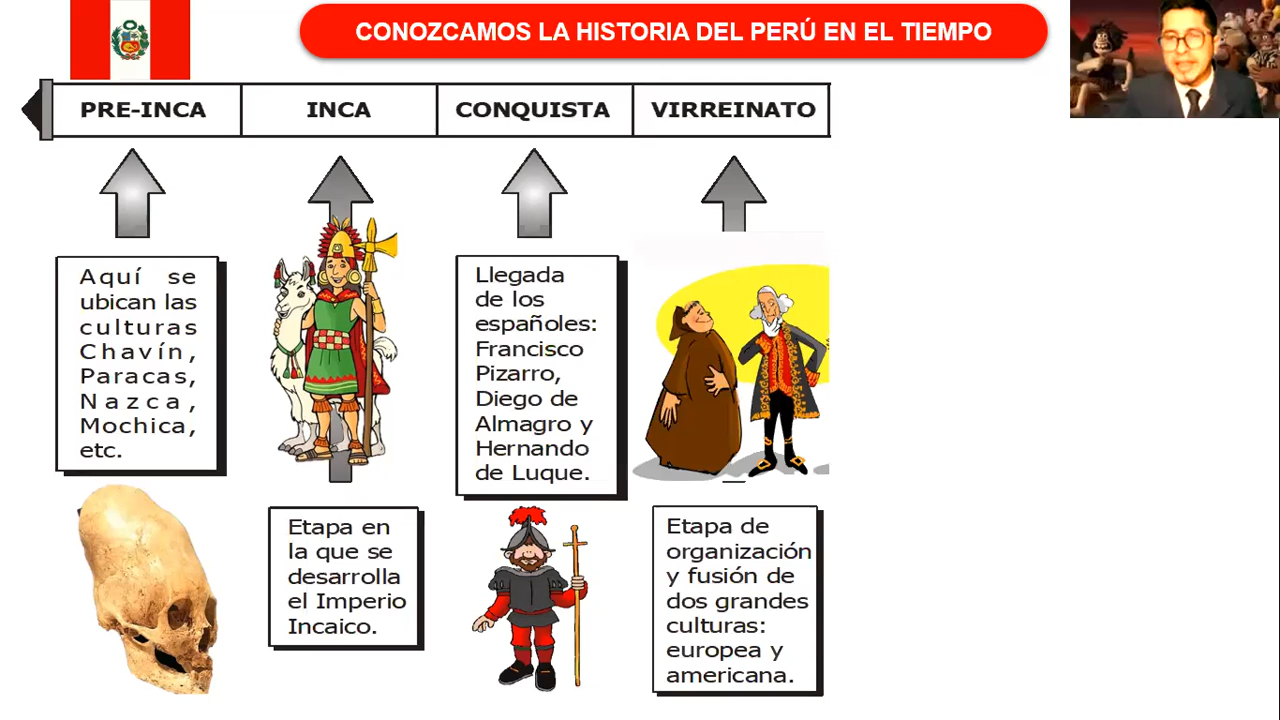 CONOZCAMOS LA HISTORIA DEL PERÚ EN EL TIEMPO
PRE-INCA
INCA
CONQUISTA
VIRREINATO
Aquí se
ubican las
culturas
Chavín,
Paracas,
Nazca,
Mochica,
etc.
Etapa en
la que se
desarrolla
el Imperio
Incaico.
Llegada
de los
españoles:
Francisco
Pizarro,
Diego de
Almagro y
Hernando
de Luque.
Etapa de
organización
y fusión de
dos grandes
culturas:
europea y
americana.